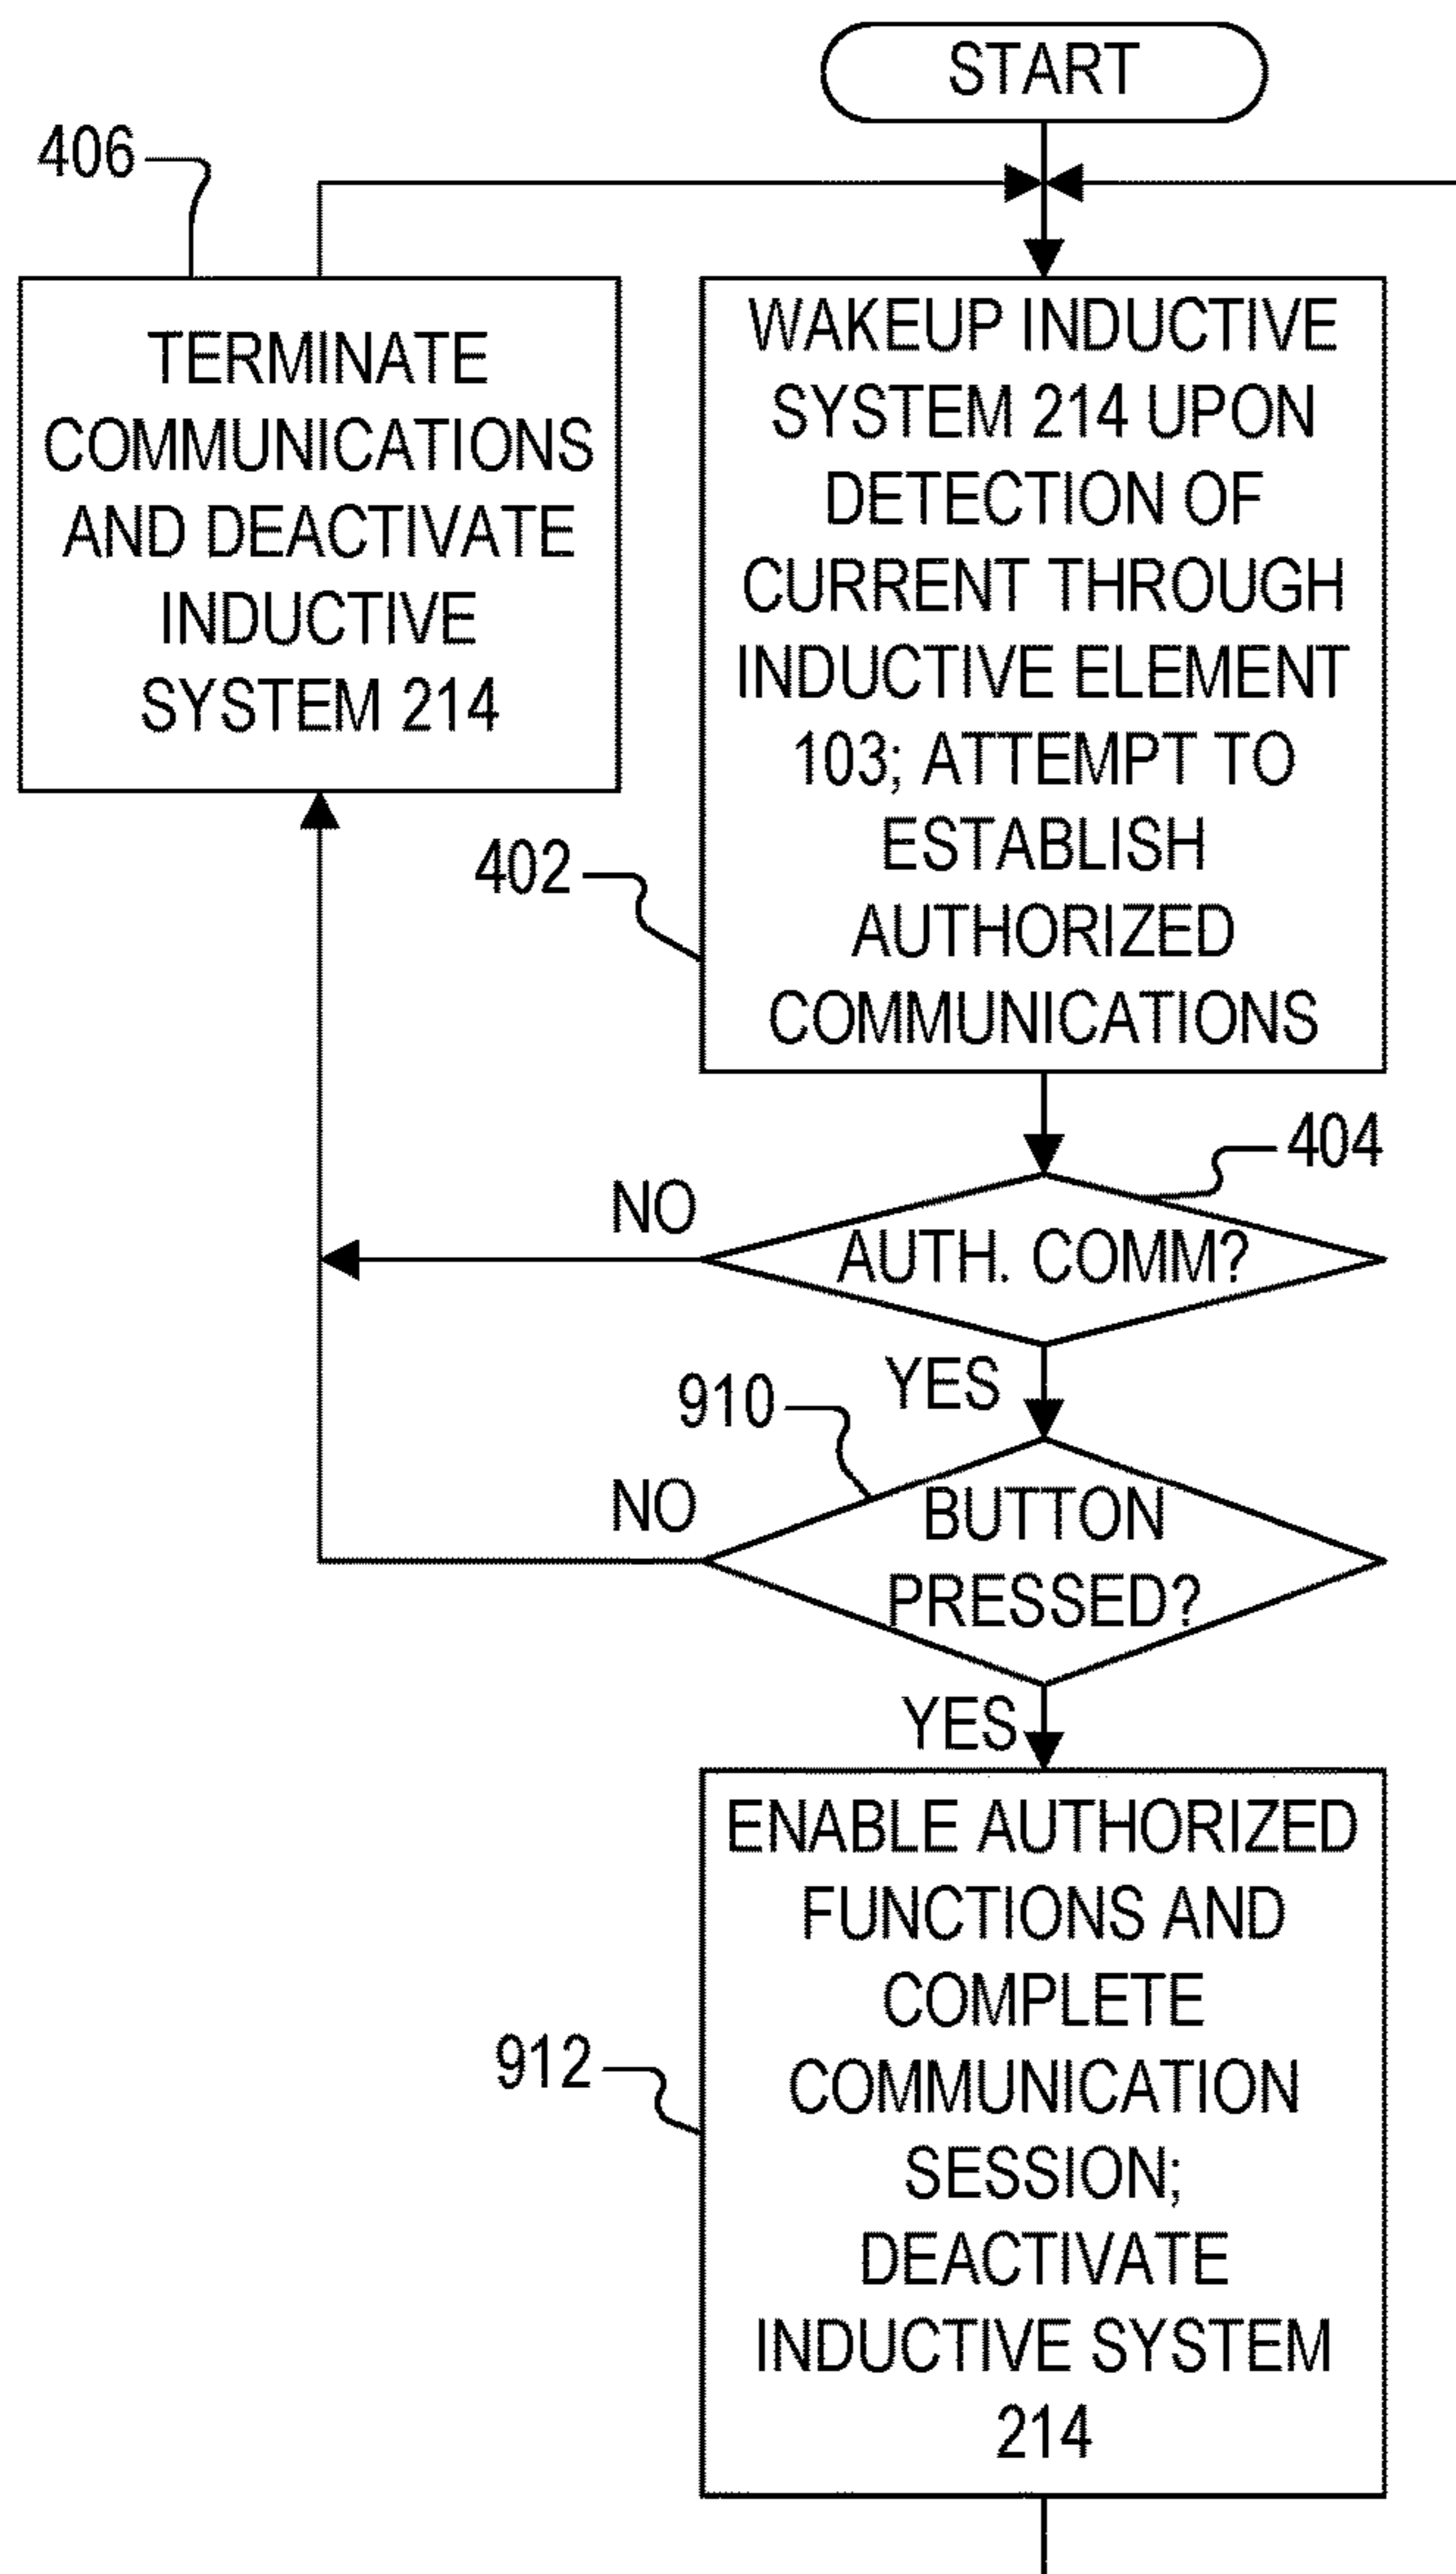 START
406
TERMINATE
COMMUNICATIONS
AND DEACTIVATE
INDUCTIVE
SYSTEM 214
WAKEUP INDUCTIVE
SYSTEM 214 UPON
DETECTION OF
CURRENT THROUGH
INDUCTIVE ELEMENT
103; ATTEMPT TO
ESTABLISH
AUTHORIZED
COMMUNICATIONS
402
404
NO
AUTH. COMM?
YES
910
NO
BUTTON
PRESSED?
YES
ENABLE AUTHORIZED
FUNCTIONS AND
COMPLETE
COMMUNICATION
SESSION;
DEACTIVATE
INDUCTIVE SYSTEM
214
912